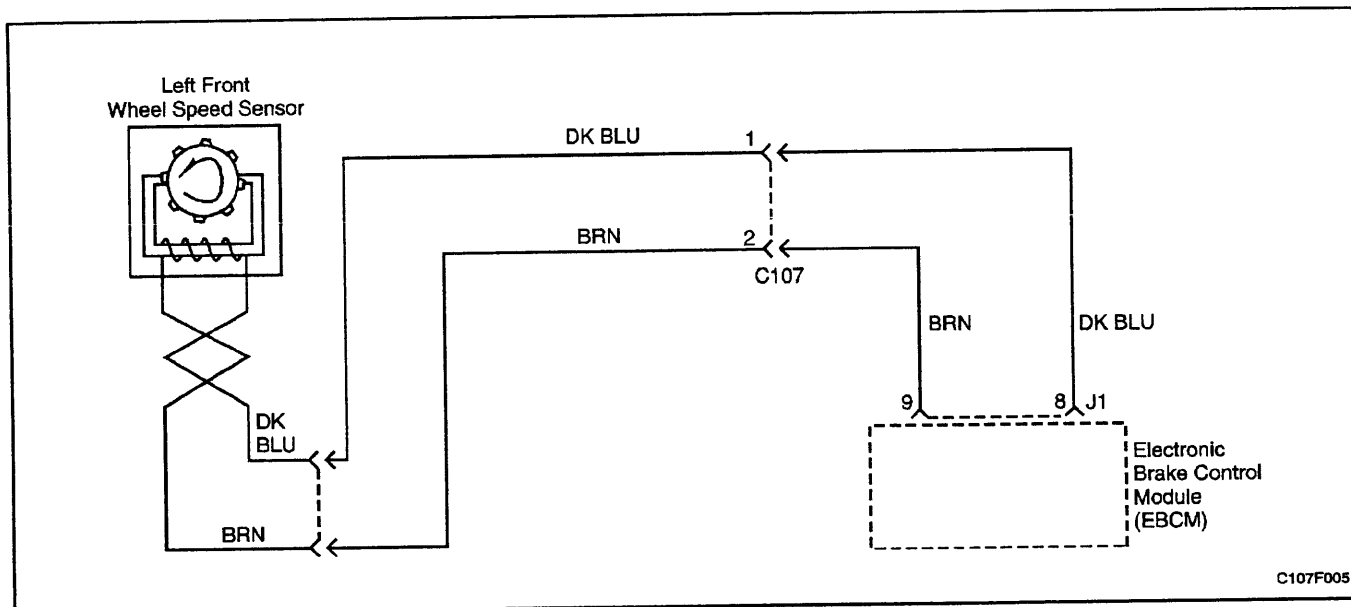 Left Front
Wheel Speed Sensor
DK BLU
1
BRN
2
C107
BRN
DK BLU
DK
BLU
BRN
9
8
J1
Electronic
Brake Control
Module
(EBCM)
C107F005